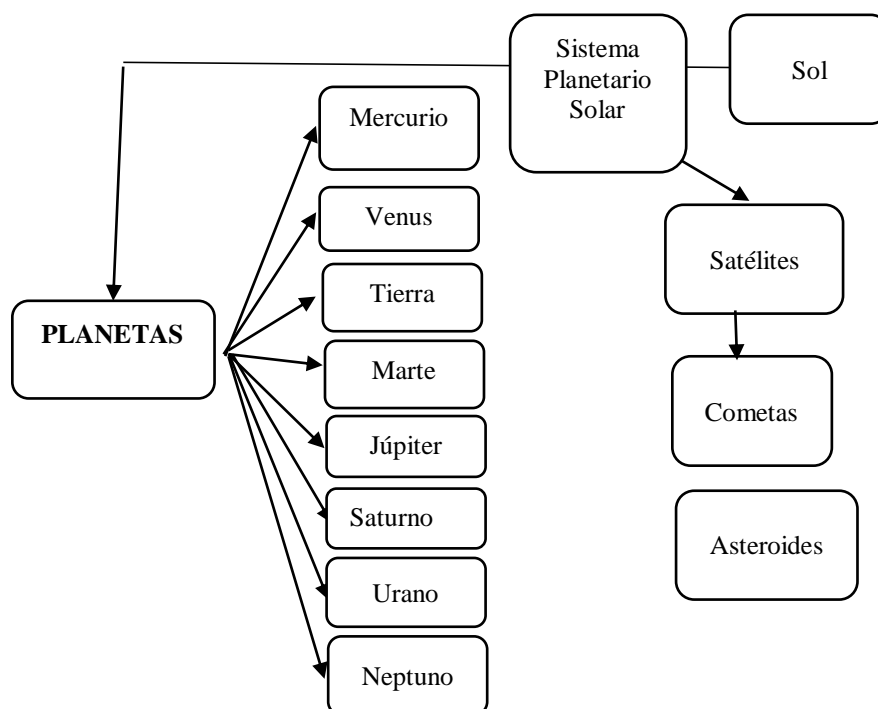 Sistema
Planetario
Solar
Sol
Mercurio
Venus
Tierra
Marte
Júpiter
Saturno
Urano
Neptuno
PLANETAS
Satélites
Cometas
Asteroides